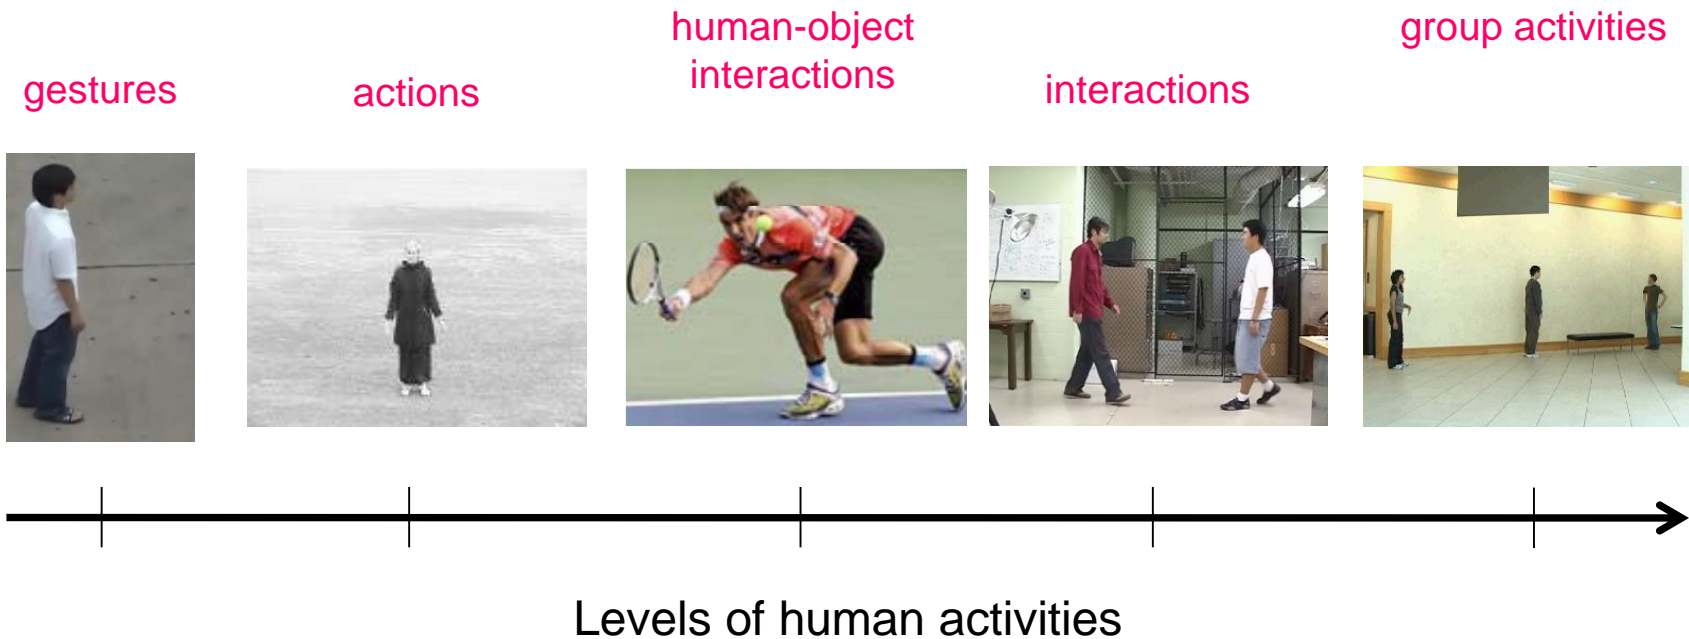 gestures
actions
human-object
interactions
interactions
group activities
Levels of human activities